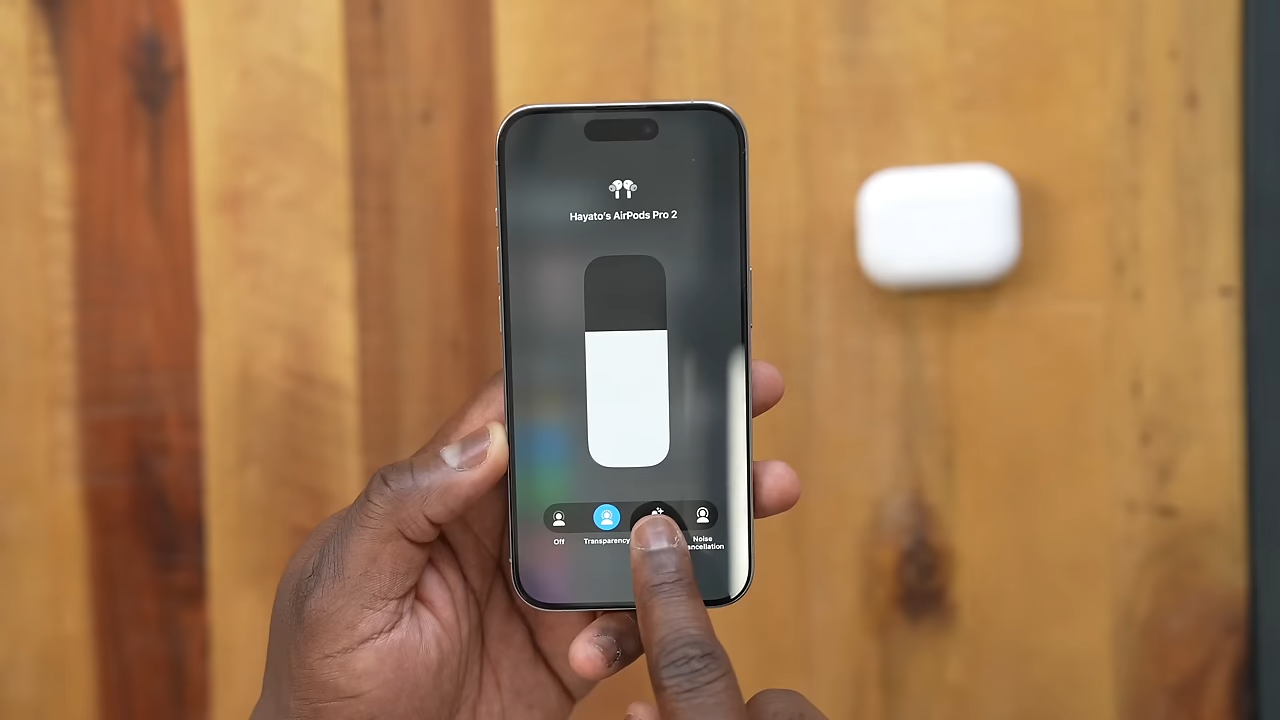 Hayato's AirPods Pro 2
Off
Transparency
Noise
ancellation